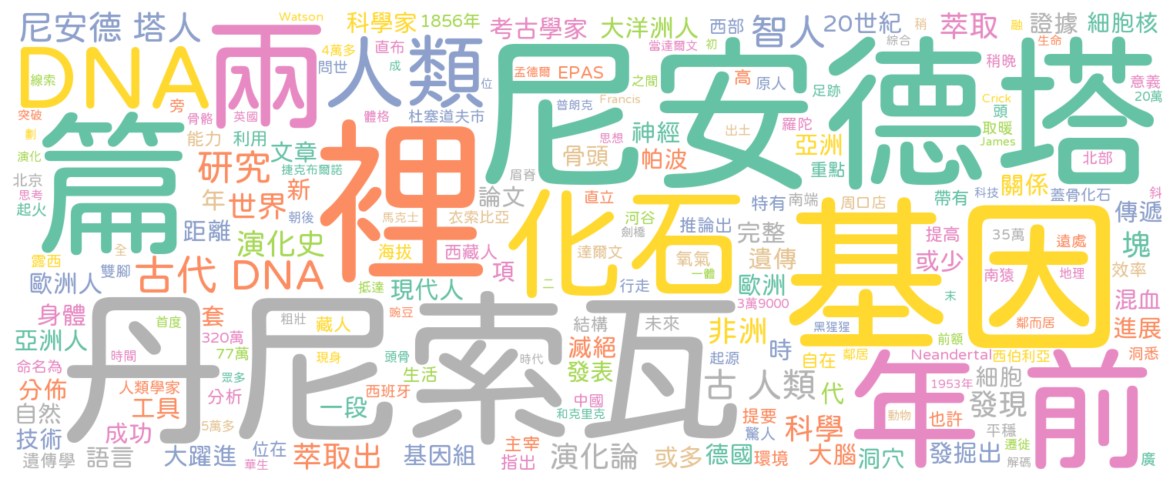 尼安德 塔人
Watson
科學家
1856年
考古學家
大洋洲人
西部
智人
20世紀
萃取
證據
細胞核
DNA
兩
人類
4萬多
直布
成
問世
位
當達爾文
初
稍
綜合
融
生命
稍晚
線索
旁
突破
英國
骨骼
劃
能力
利用
體格
杜塞道夫市
孟德爾
EPAS
之間
高
原人
足跡
意義
20萬
普朗克
Francis
出土
羅陀
Crick
頭
取暖
James
尼安德塔
篇
裡
演化
研究
文章
捷克布爾諾
神經
思想
骨頭
帕波
亞洲
重點
北部
北京
思考
起火
年
新
世界
朝後
眉脊
論文
馬克士
衣索比亞
直立
河谷
劍橋
推論出
特有
南端
周口店
帶有
科技
關係
蓋骨化石
斜
傳遞
距離
演化史
化石
基因
完整
提高
35萬
遠處
塊
全
露西
雙腳
海拔
西藏人
達爾文
氧氣
一體
遺傳
或少
南猿
地理
效率
歐洲人
古代 DNA
項
抵達
現代人
二
行走
歐洲
3萬9000
末
混血
身體
首度
套
320萬
77萬
粗壯
藏人
豌豆
結構
未來
非洲
黑猩猩
前額
鄰而居
進展
亞洲人
時間
現身
頭骨
時代
滅絕
起源
時
自在
鄰居
Neandertal
西伯利亞
洞悉
命名為
眾多
人類學家
分析
生活
西班牙
發表
古 人類
代
1953年
細胞
分佈
工具
一段
中國
和克里克
丹尼索瓦
年前
自然
5萬多
提要
動物
也許
發現
技術
成功
位在
驚人
科學
平穩
遺傳學
語言
大躍進
華生
萃取出
基因組
主宰
指出
演化論
或多
德國
環境
大腦
洞穴
發掘出
遷徙
解碼
廣